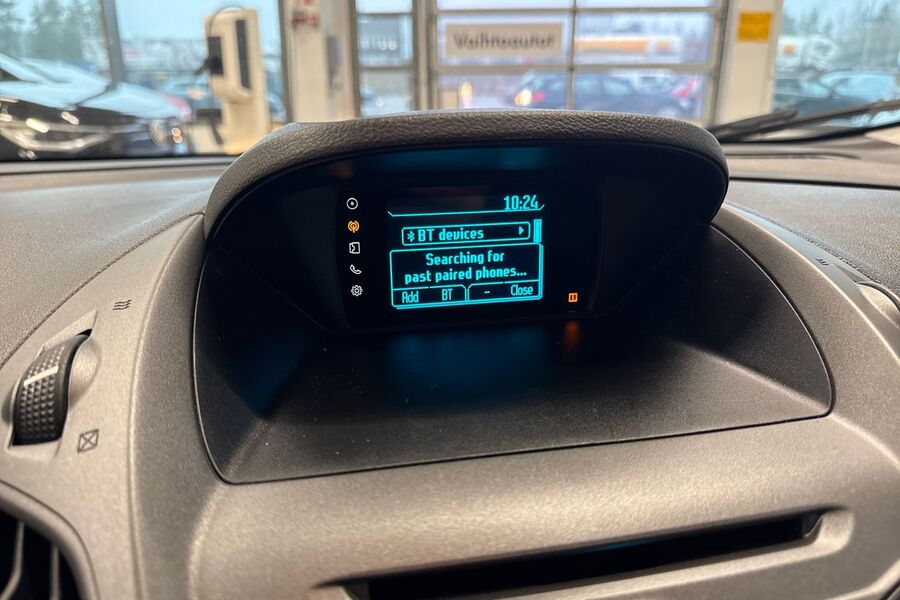 Vaihtoautot
10:24
BT devices
Searching for
past paired phones...
Add BT - Close